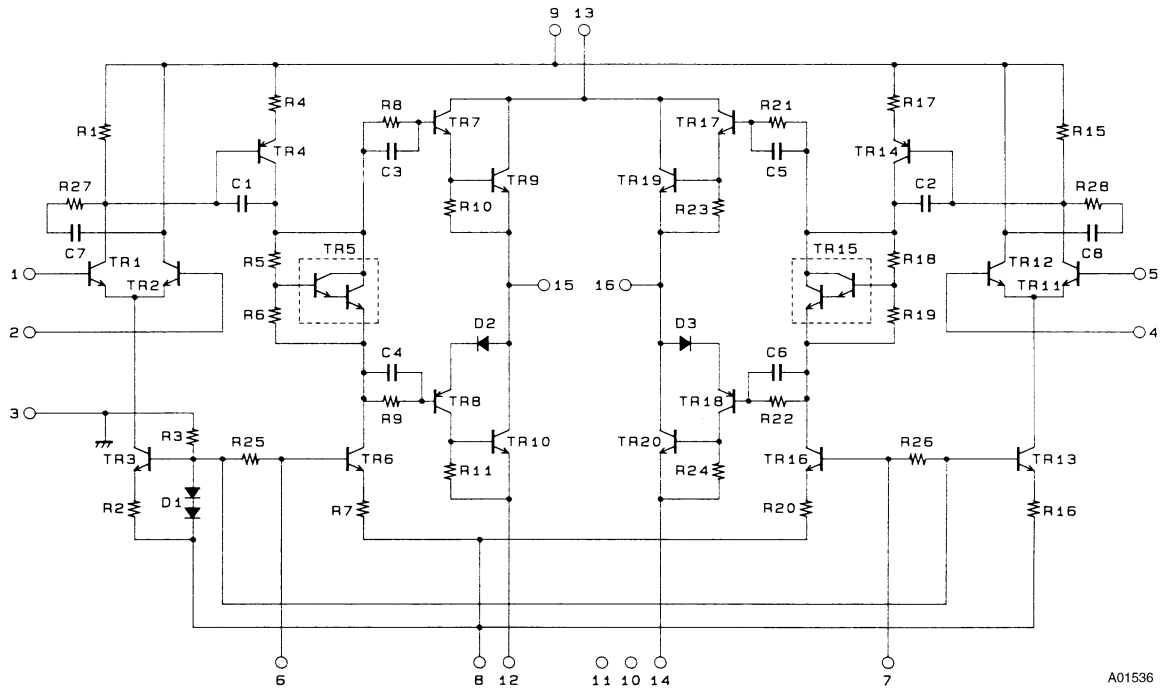 9 13
R4 R8 R21 R17
R1 TR7 TR17 R15
TR4 C3 C5 TR14
R27 C1 TR9 TR19 C2 R28
R10 R23
C7 TR5 TR15 C8
1 TR1 TR2 R5 15 16 R18 TR12 TR11 5
2 R6 D2 D3 R19 4
C4 C6
3 R9 TR8 TR18 R22
R3 R25 TR10 TR20 R26
TR3 TR6 R11 R24 TR16 TR13
R2 D1 R7 R20 R16
6 8 12 11 10 14 7
A01536